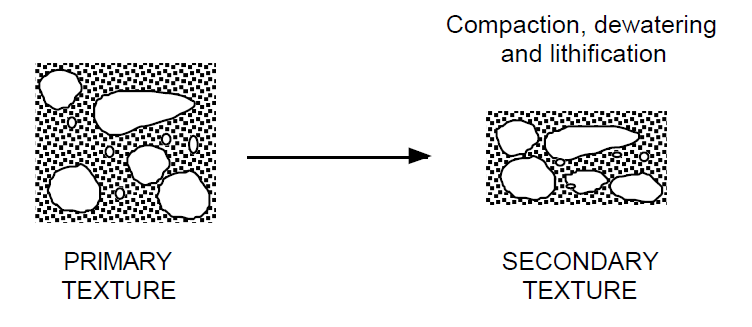 Compaction, dewatering
and lithification
PRIMARY
TEXTURE
SECONDARY
TEXTURE